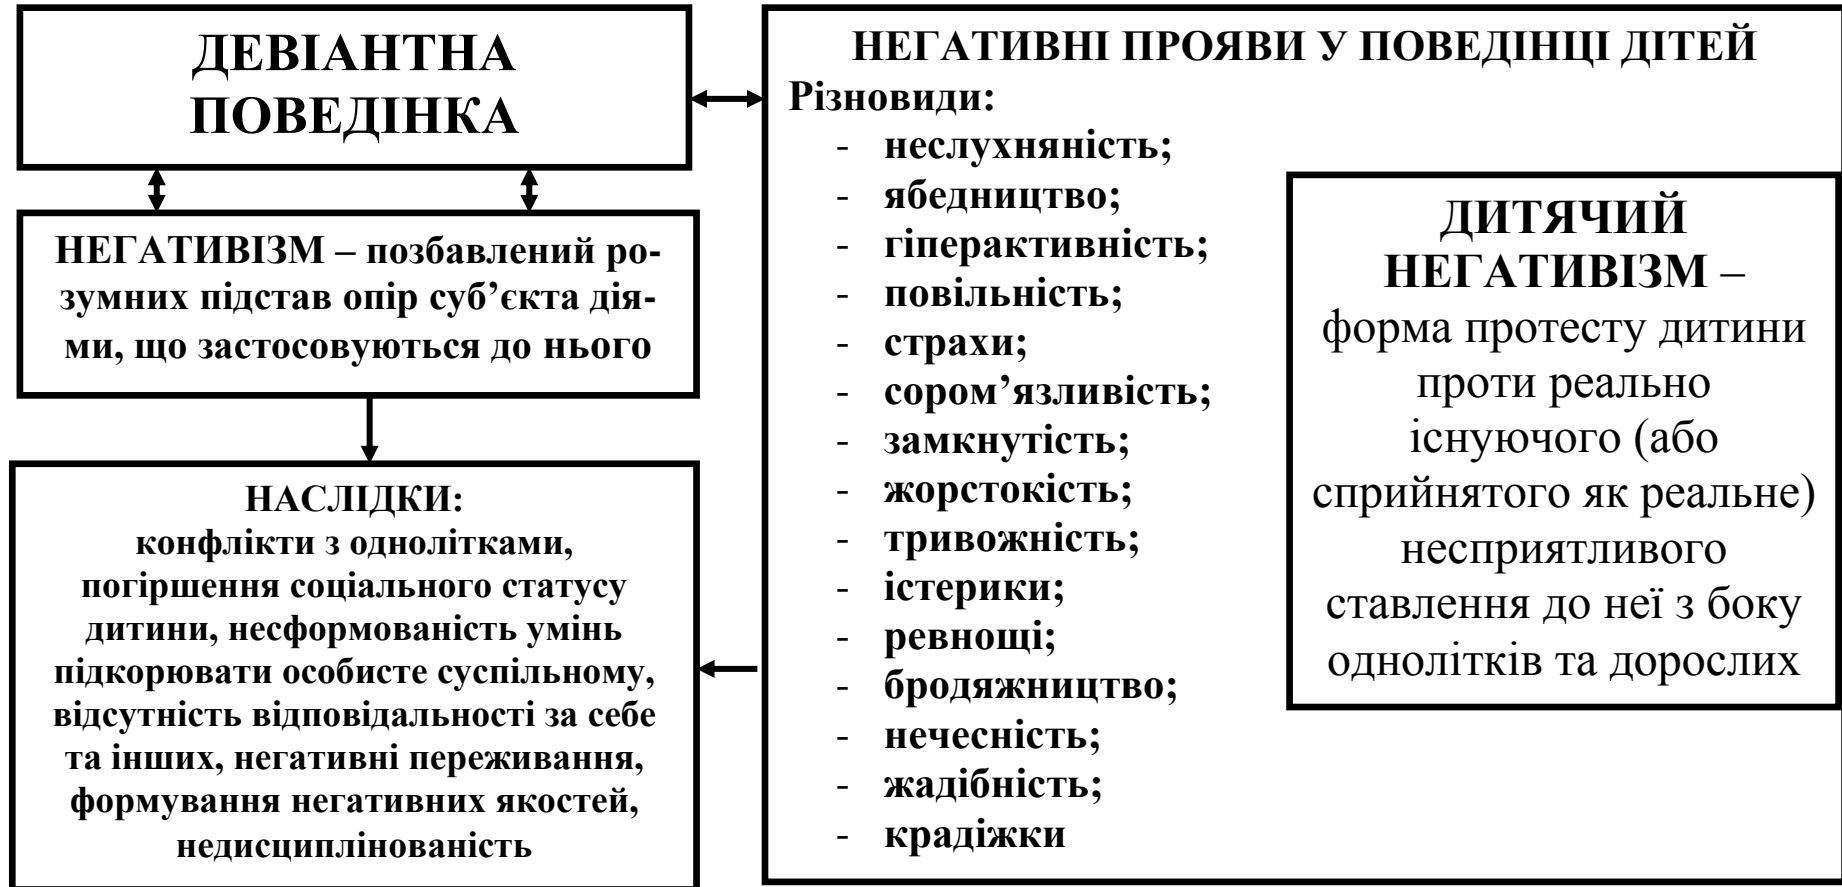 ДЕВІАНТНА
ПОВЕДІНКА
НЕГАТИВІЗМ – позбавлений ро-
зумних підстав опір суб’єкта дія-
ми, що застосовуються до нього
НАСЛІДКИ:
конфлікти з однолітками,
погіршення соціального статусу
дитини, несформованість умінь
підкорювати особисте суспільному,
відсутність відповідальності за себе
та інших, негативні переживання,
формування негативних якостей,
недисциплінованість
НЕГАТИВНІ ПРОЯВИ У ПОВЕДІНЦІ ДІТЕЙ
Різновиди:
- неслухняність;
- ябедництво;
- гіперактивність;
- повільність;
- страхи;
- сором’язливість;
- замкнутість;
- жорстокість;
- тривожність;
- істерики;
- ревнощі;
- бродяжництво;
- нечесність;
- жадібність;
- крадіжки
ДИТЯЧИЙ
НЕГАТИВІЗМ –
форма протесту дитини
проти реально
існуючого (або
сприйнятого як реальне)
несприятливого
ставлення до неї з боку
однолітків та дорослих